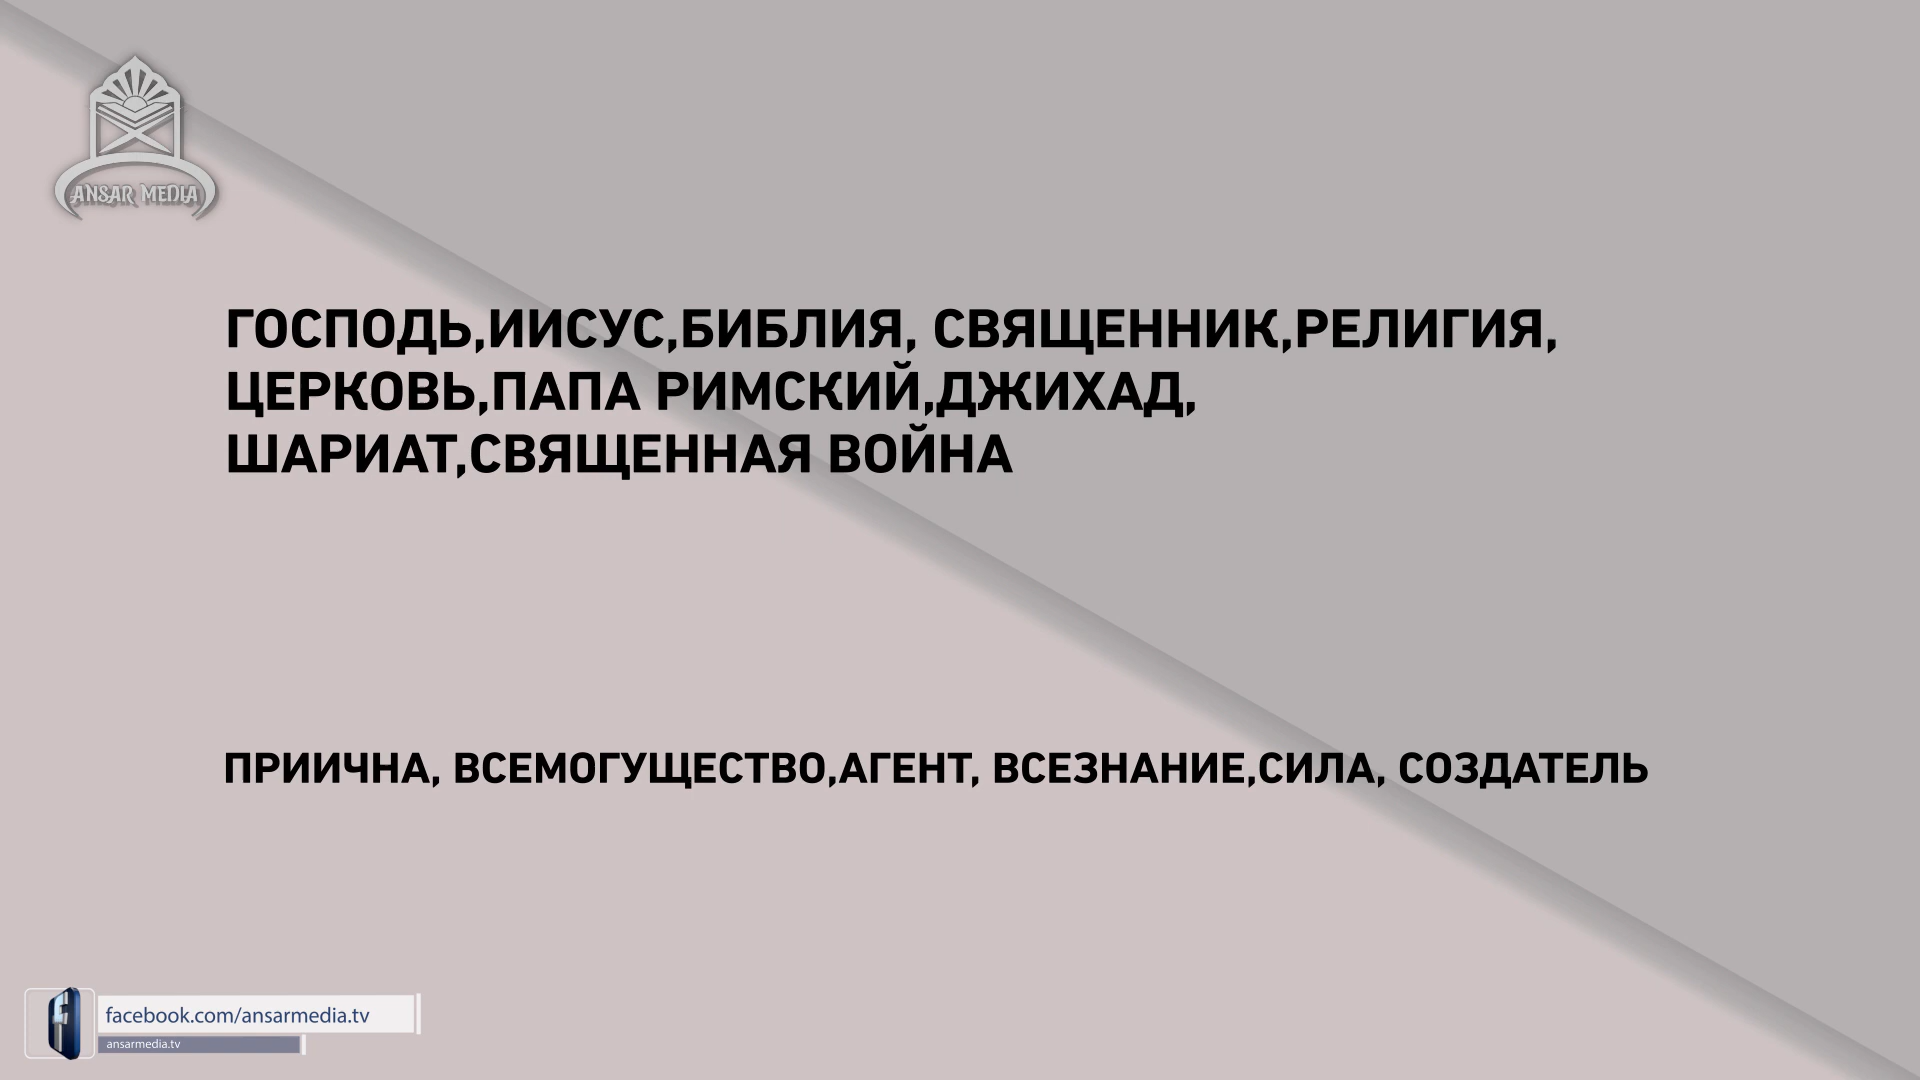 ANSAR MEDIA
ГОСПОДЬ,ИИСУС,БИБЛИЯ, СВЯЩЕННИК,РЕЛИГИЯ,
ЦЕРКОВЬ,ПАПА РИМСКИЙ,ДЖИХАД,
ШАРИАТ,СВЯЩЕННАЯ ВОЙНА
ПРИИЧНА, ВСЕМОГУЩЕСТВО,АГЕНТ, ВСЕЗНАНИЕ,СИЛА, СОЗДАТЕЛЬ
facebook.com/ansarmedia.tv
ansarmedia.tv